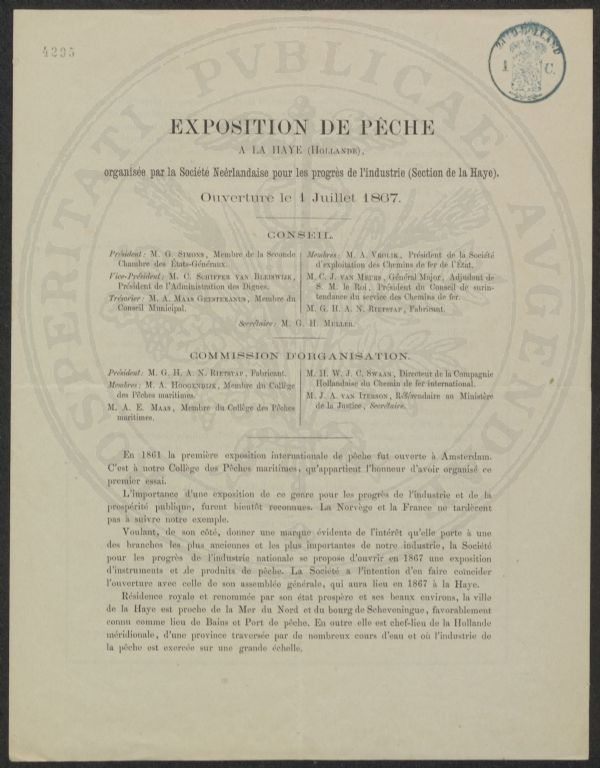 4295
ZUID-HOLLAND
1 C.
PROSPERITATI PUBLICAE AUGENDAE
EXPOSITION DE PÊCHE
A LA HAYE (HOLLANDE),
organisée par la Société Neérlandaise pour les progrès de l'industrie (Section de la Haye).
Ouverture le 1 Juillet 1867.
CONSEIL.
Président: M. G. SIMONS, Membre de la Seconde
Chambre des États-Généraux.
Vice-Président: M. C. SCHIFFER VAN BLEISWIJK,
Président de l'Administration des Digues.
Trésorier: M. A. MAAS GEESTERANUS, Membre du
Conseil Municipal.
Membres: M. A. VROLIK, Président de la Société
d'exploitation des Chemins de fer de l'État.
M. C. J. VAN MEURS, Général Major, Adjudant de
S. M. le Roi, Président du Conseil de surin-
tendance du service des Chemins de fer.
M. G. H. A. N. RIETSTAP, Fabricant.
Secrétaire: M. G. H. MULLER.
COMMISSION D'ORGANISATION.
Président: M. G. H. A. N. RIETSTAP, Fabricant.
Membres: M. A. HOOGENDIJK, Membre du Collège
des Pêches maritimes.
M. A. E. MAAS, Membre du Collège des Pêches
maritimes.
M. H. W. J. C. SWAAN, Directeur de la Compagnie
Hollandaise du Chemin de fer international.
M. J. A. VAN ITERSON, Référendaire au Ministère
de la Justice, Secrétaire.
En 1861 la première exposition internationale de pêche fut ouverte à Amsterdam.
C'est à notre Collège des Pêches maritimes, qu'appartient l'honneur d'avoir organisé ce
premier essai.
L'importance d'une exposition de ce genre pour les progrès de l'industrie et de la
prospérité publique, furent bientôt reconnues. La Norvège et la France ne tardèrent
pas à suivre notre exemple.
Voulant, de son côté, donner une marque évidente de l'intérêt qu'elle porte à une
des branches les plus anciennes et les plus importantes de notre industrie, la Société
pour les progrès de l'industrie nationale se propose d'ouvrir en 1867 une exposition
d'instruments et de produits de pêche. La Société a l'intention d'en faire coïncider
l'ouverture avec celle de son assemblée générale, qui aura lieu en 1867 à la Haye.
Résidence royale et renommée par son état prospère et ses beaux environs, la ville
de la Haye est proche de la Mer du Nord et du bourg de Scheveningue, favorablement
connu comme lieu de Bains et Port de pêche. En outre elle est chef-lieu de la Hollande
méridionale, d'une province traversée par de nombreux cours d'eau et où l'industrie de
la pêche est exercée sur une grande échelle.